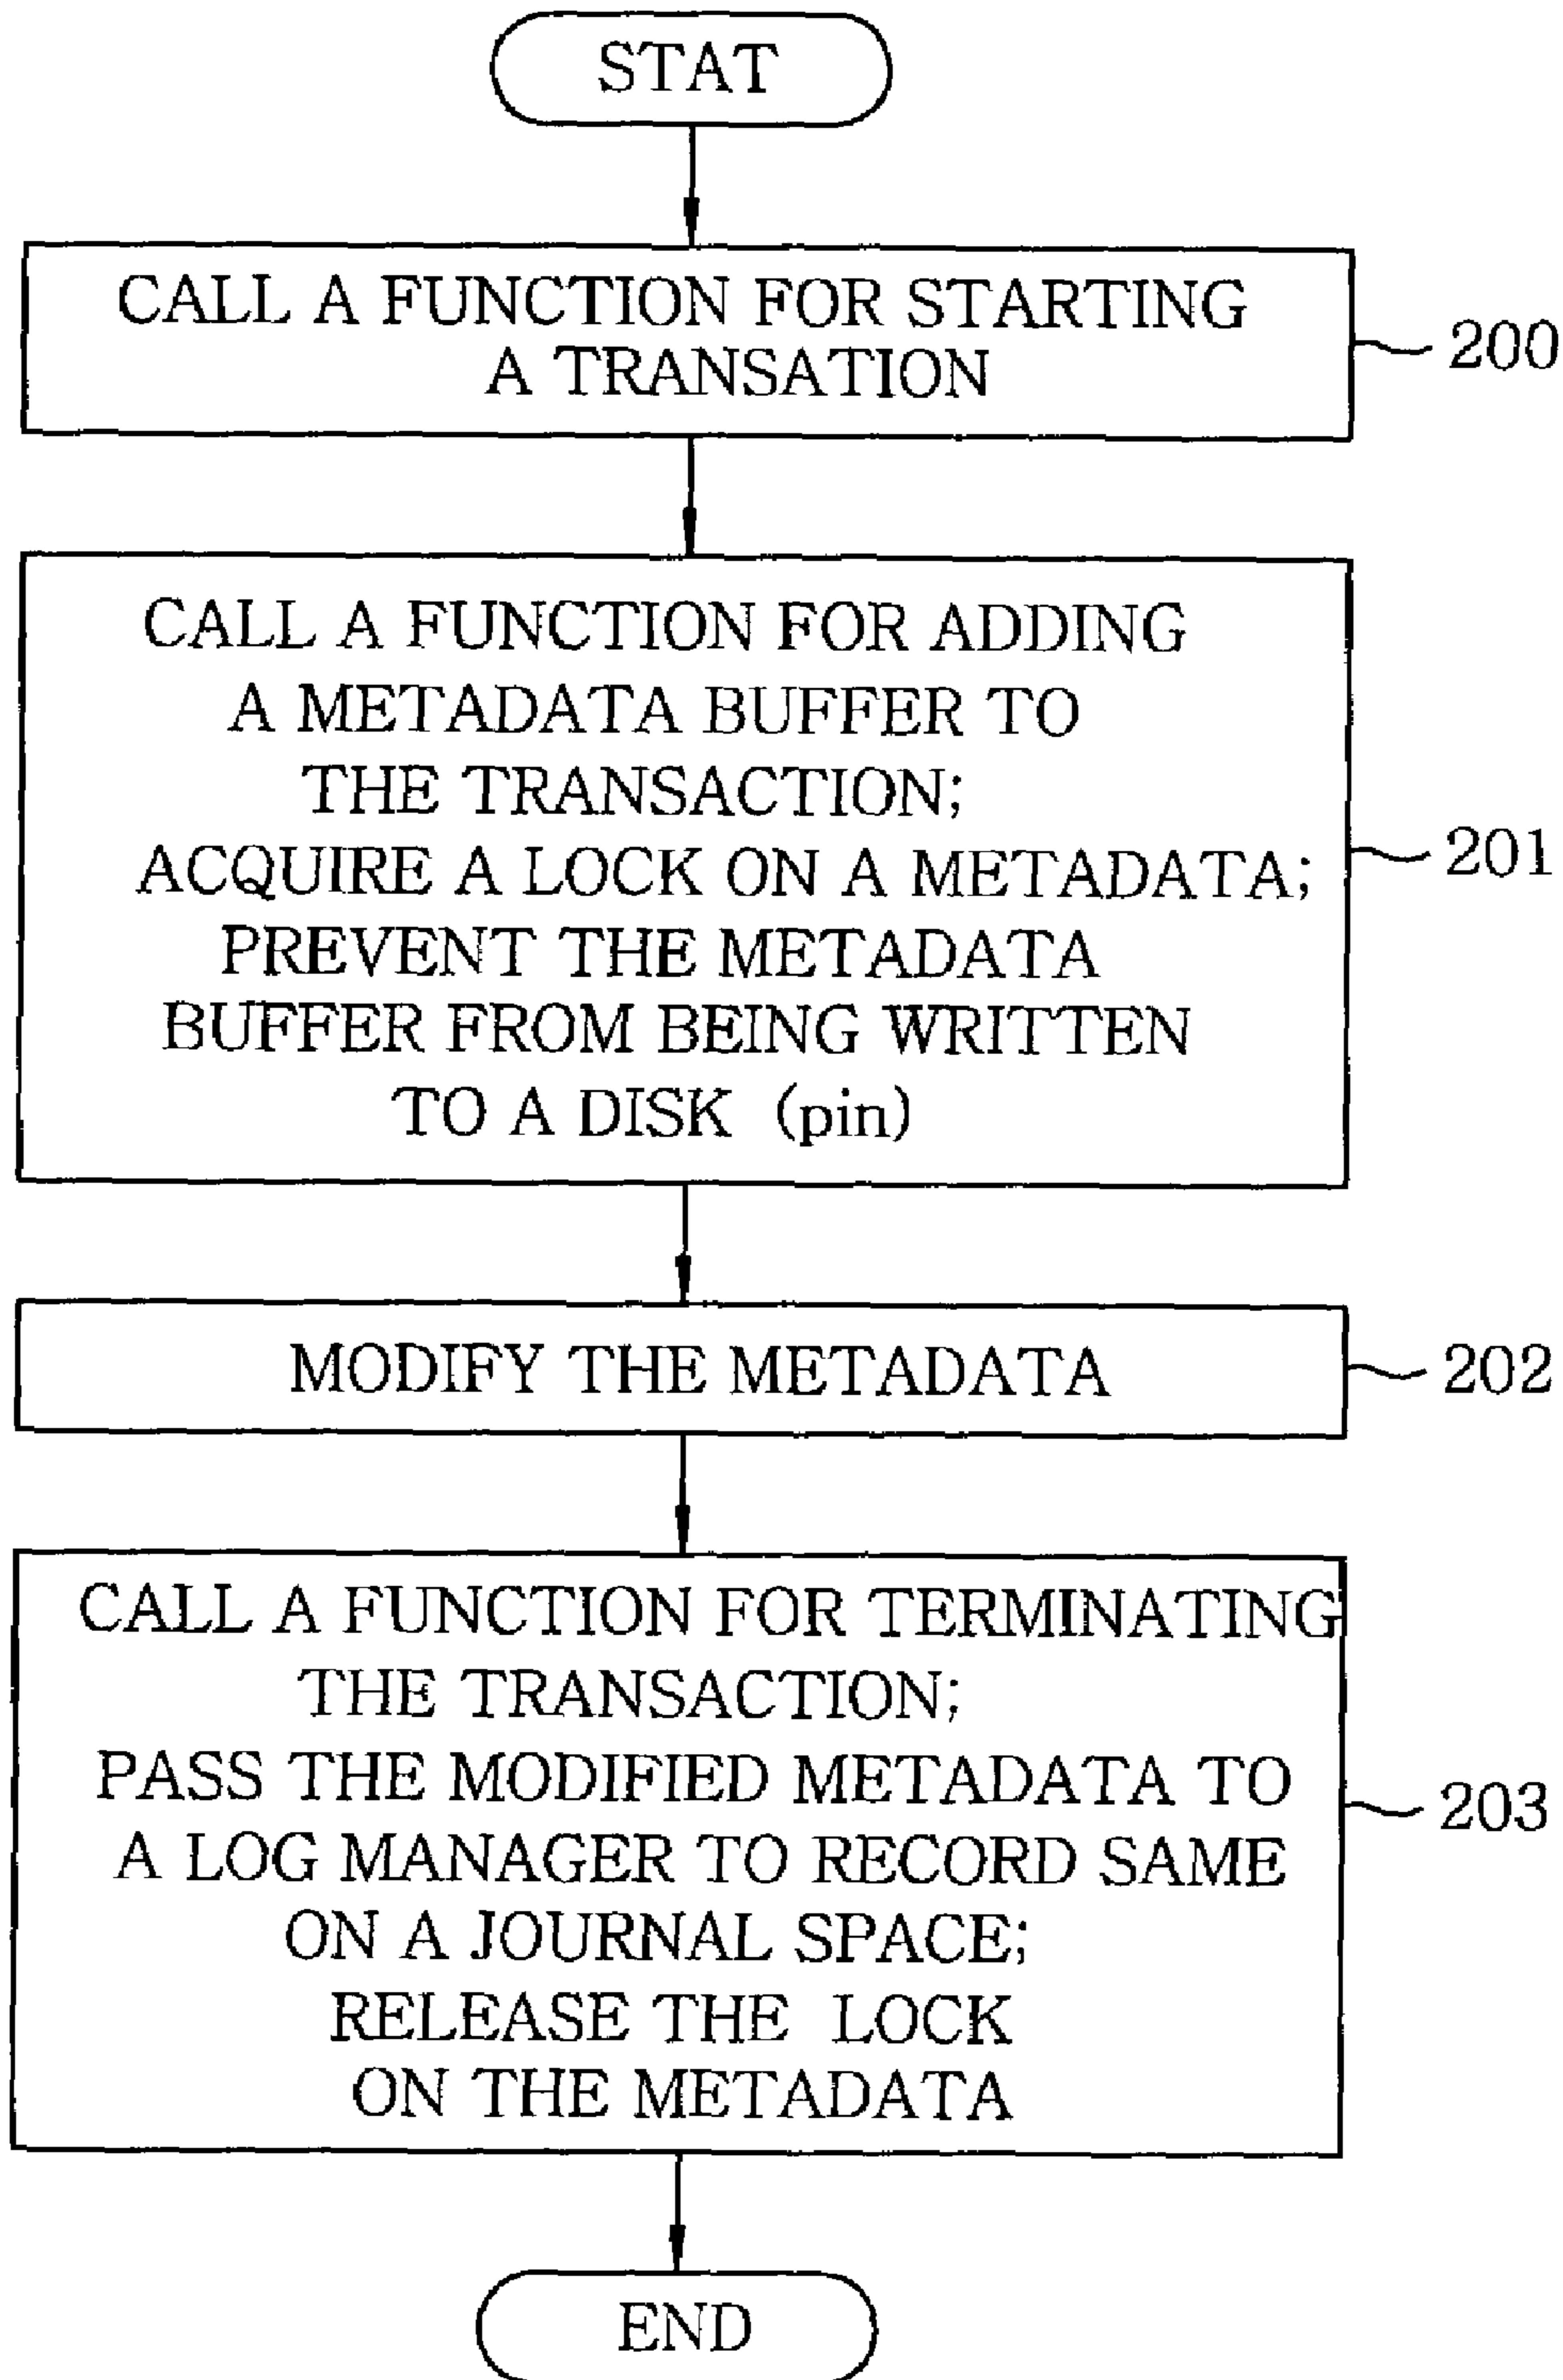 STAT
CALL A FUNCTION FOR STARTING
A TRANSATION
200
CALL A FUNCTION FOR ADDING
A METADATA BUFFER TO
THE TRANSACTION;
ACQUIRE A LOCK ON A METADATA;
PREVENT THE METADATA
BUFFER FROM BEING WRITTEN
TO A DISK (pin)
201
MODIFY THE METADATA
202
CALL A FUNCTION FOR TERMINATING
THE TRANSACTION;
PASS THE MODIFIED METADATA TO
A LOG MANAGER TO RECORD SAME
ON A JOURNAL SPACE;
RELEASE THE LOCK
ON THE METADATA
203
END